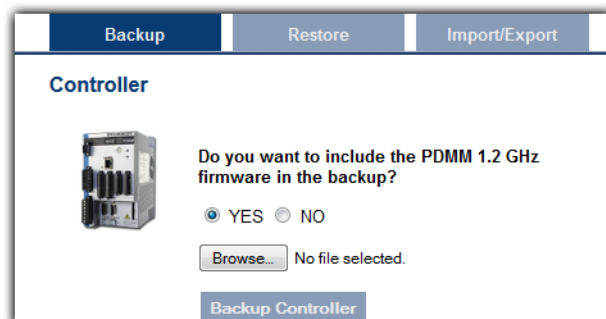 Backup Restore Import/Export
Controller
Do you want to include the PDMM 1.2 GHz
firmware in the backup?
YES NO
Browse... No file selected.
Backup Controller